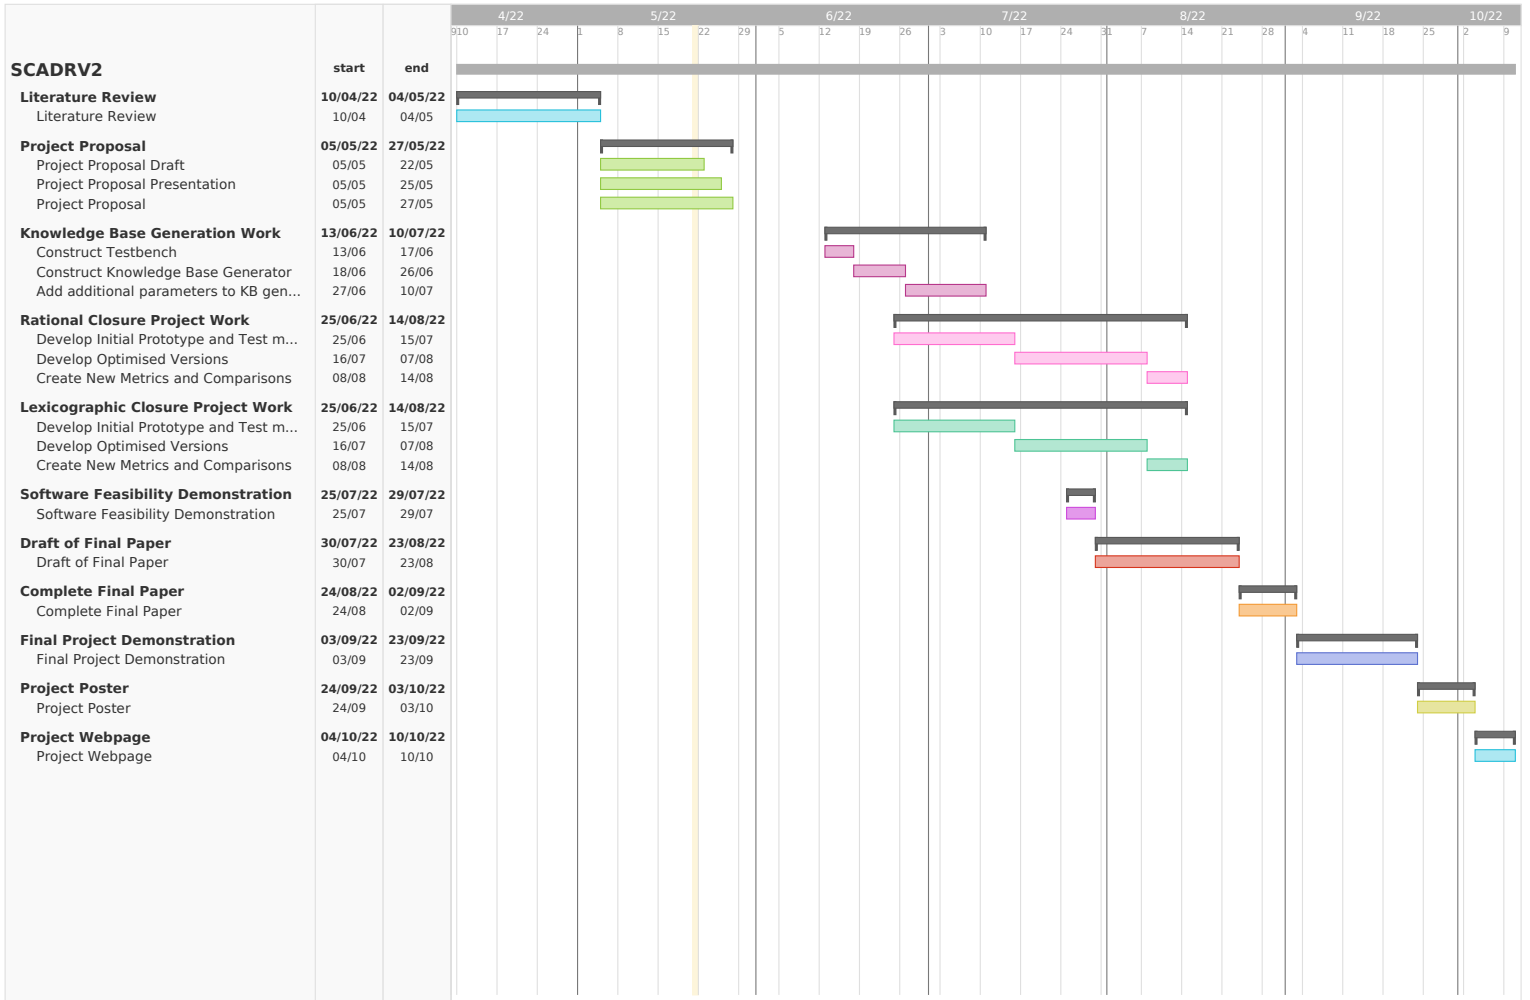 4/22 5/22 6/22 7/22 8/22 9/22 10/22
9 10 17 24 1 8 15 22 29 5 12 19 26 3 10 17 24 31 7 14 21 28 4 11 18 25 2 9
SCADRV2 start end
Literature Review 10/04/22 04/05/22
Literature Review 10/04 04/05
Project Proposal 05/05/22 27/05/22
Project Proposal Draft 05/05 22/05
Project Proposal Presentation 05/05 25/05
Project Proposal 05/05 27/05
Knowledge Base Generation Work 13/06/22 10/07/22
Construct Testbench 13/06 17/06
Construct Knowledge Base Generator 18/06 26/06
Add additional parameters to KB gen... 27/06 10/07
Rational Closure Project Work 25/06/22 14/08/22
Develop Initial Prototype and Test m... 25/06 15/07
Develop Optimised Versions 16/07 07/08
Create New Metrics and Comparisons 08/08 14/08
Lexicographic Closure Project Work 25/06/22 14/08/22
Develop Initial Prototype and Test m... 25/06 15/07
Develop Optimised Versions 16/07 07/08
Create New Metrics and Comparisons 08/08 14/08
Software Feasibility Demonstration 25/07/22 29/07/22
Software Feasibility Demonstration 25/07 29/07
Draft of Final Paper 30/07/22 23/08/22
Draft of Final Paper 30/07 23/08
Complete Final Paper 24/08/22 02/09/22
Complete Final Paper 24/08 02/09
Final Project Demonstration 03/09/22 23/09/22
Final Project Demonstration 03/09 23/09
Project Poster 24/09/22 03/10/22
Project Poster 24/09 03/10
Project Webpage 04/10/22 10/10/22
Project Webpage 04/10 10/10